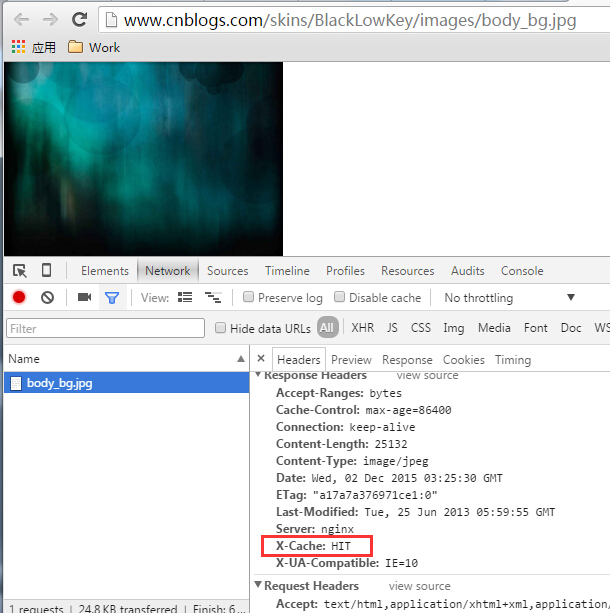 www.cnblogs.com/skins/BlackLowKey/images/body_bg.jpg
应用 Work
Elements Network Sources Timeline Profiles Resources Audits Console
View: Preserve log Disable cache No throttling
Filter Hide data URLs All XHR JS CSS Img Media Font Doc WS
Name × Headers Preview Response Cookies Timing
body_bg.jpg
Response Headers view source
Accept-Ranges: bytes
Cache-Control: max-age=86400
Connection: keep-alive
Content-Length: 25132
Content-Type: image/jpeg
Date: Wed, 02 Dec 2015 03:25:30 GMT
ETag: "a17a7a376971ce1:0"
Last-Modified: Tue, 25 Jun 2013 05:59:55 GMT
Server: nginx
X-Cache: HIT
X-UA-Compatible: IE=10
Request Headers view source
1 requests | 24.8 KB transferred | Finish: 6... Accept: text/html,application/xhtml+xml,application/